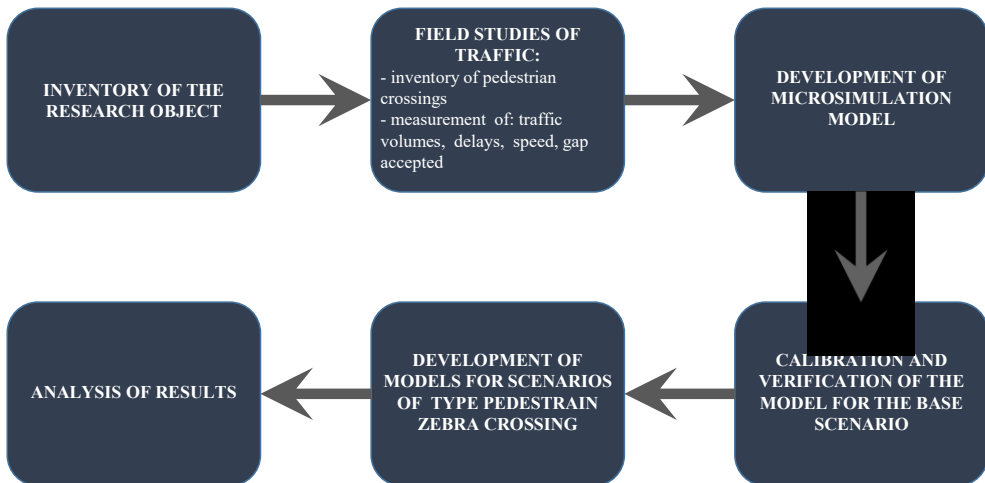 INVENTORY OF THE
RESEARCH OBJECT
FIELD STUDIES OF
TRAFFIC:
- inventory of pedestrian
crossings
- measurement of: traffic
volumes, delays, speed, gap
accepted
DEVELOPMENT OF
MICROSIMULATION
MODEL
CALIBRATION AND
VERIFICATION OF THE
MODEL FOR THE BASE
SCENARIO
DEVELOPMENT OF
MODELS FOR SCENARIOS
OF TYPE PEDESTRAIN
ZEBRA CROSSING
ANALYSIS OF RESULTS